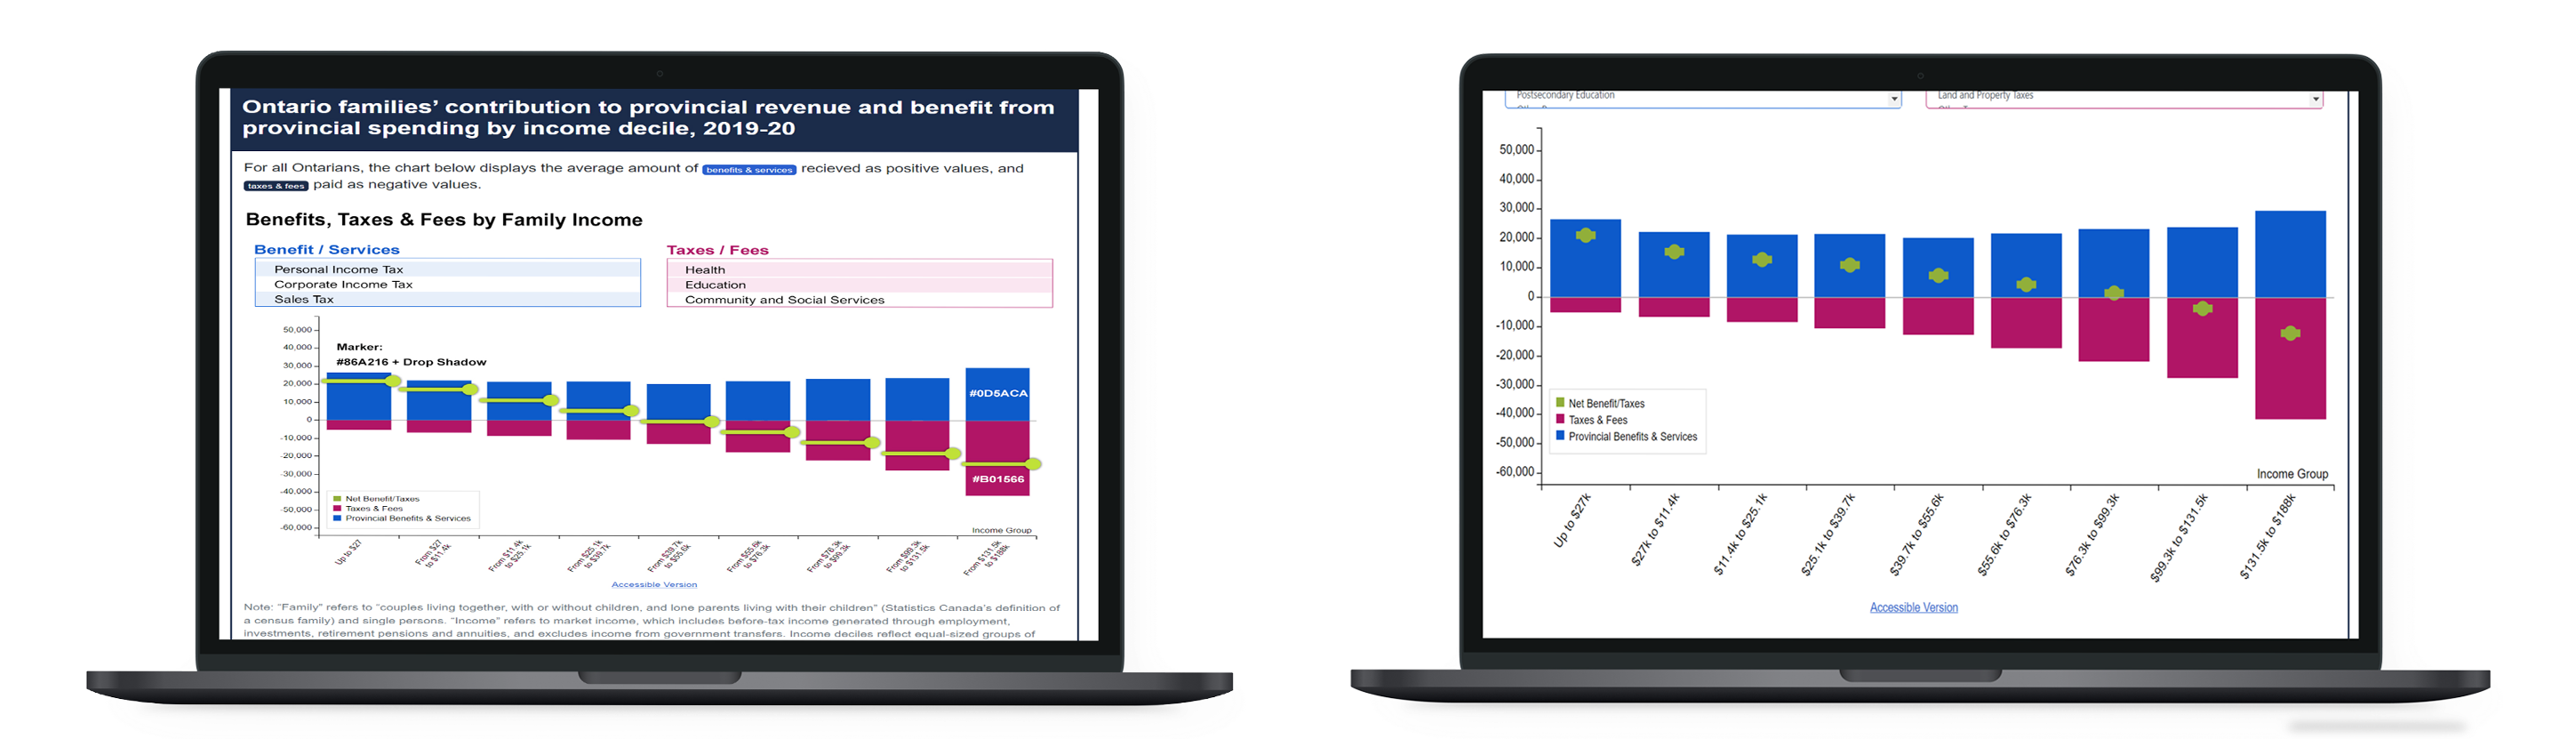 Ontario families' contribution to provincial revenue and benefit from
provincial spending by income decile, 2019-20
For all Ontarians, the chart below displays the average amount of benefits & services recieved as positive values, and
taxes & fees paid as negative values.
Benefits, Taxes & Fees by Family Income
Benefit / Services
Personal Income Tax
Corporate Income Tax
Sales Tax
Taxes / Fees
Health
Education
Community and Social Services
50,000
40,000
30,000
20,000
10,000
0
-10,000
-20,000
-30,000
-40,000
-50,000
-60,000
Marker:
#86A216 + Drop Shadow
#0D5ACA
#B01566
Net Benefit/Taxes
Taxes & Fees
Provincial Benefits & Services
Income Group
Up to $27
From $27
to $11.4k
From $11.4k
to $25.1k
From $25.1k
to $39.7k
From $39.7k
to $55.6k
From $55.6k
to $76.3k
From $76.3k
to $99.3k
From $99.3k
to $131.5k
From $131.5k
to $188k
Accessible Version
Note: "Family" refers to "couples living together, with or without children, and lone parents living with their children" (Statistics Canada's definition of
a census family) and single persons. "Income" refers to market income, which includes before-tax income generated through employment,
investments, retirement pensions and annuities, and excludes income from government transfers. Income deciles reflect equal-sized groups of
Postsecondary Education
Land and Property Taxes
50,000
40,000
30,000
20,000
10,000
0
-10,000
-20,000
-30,000
-40,000
-50,000
-60,000
Net Benefit/Taxes
Taxes & Fees
Provincial Benefits & Services
Income Group
Up to $27k
$27k to $11.4k
$11.4k to $25.1k
$25.1k to $39.7k
$39.7k to $55.6k
$55.6k to $76.3k
$76.3k to $99.3k
$99.3k to $131.5k
$131.5k to $188k
Accessible Version